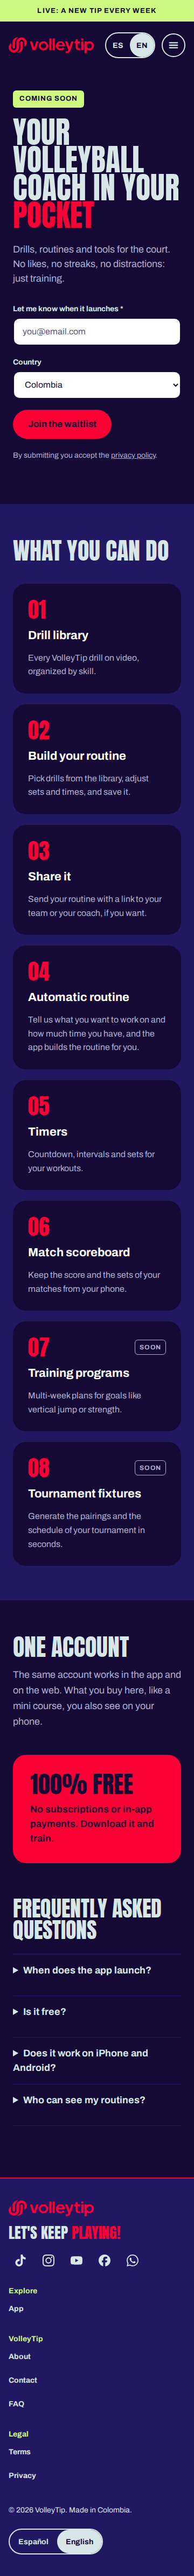 LIVE: A NEW TIP EVERY WEEK
volleytip
ES
EN
COMING SOON
YOUR
VOLLEYBALL
COACH IN YOUR
POCKET
Drills, routines and tools for the court.
No likes, no streaks, no distractions:
just training.
Let me know when it launches *
you@email.com
Country
Colombia
Join the waitlist
By submitting you accept the privacy policy.
WHAT YOU CAN DO
01
Drill library
Every VolleyTip drill on video,
organized by skill.
02
Build your routine
Pick drills from the library, adjust
sets and times, and save it.
03
Share it
Send your routine with a link to your
team or your coach, if you want.
04
Automatic routine
Tell us what you want to work on and
how much time you have, and the
app builds the routine for you.
05
Timers
Countdown, intervals and sets for
your workouts.
06
Match scoreboard
Keep the score and the sets of your
matches from your phone.
07
SOON
Training programs
Multi-week plans for goals like
vertical jump or strength.
08
SOON
Tournament fixtures
Generate the pairings and the
schedule of your tournament in
seconds.
ONE ACCOUNT
The same account works in the app and
on the web. What you buy here, like a
mini course, you also see on your
phone.
100% FREE
No subscriptions or in-app
payments. Download it and
train.
FREQUENTLY ASKED
QUESTIONS
When does the app launch?
Is it free?
Does it work on iPhone and
Android?
Who can see my routines?
volleytip
LET'S KEEP PLAYING!
Explore
App
VolleyTip
About
Contact
FAQ
Legal
Terms
Privacy
© 2026 VolleyTip. Made in Colombia.
Español
English